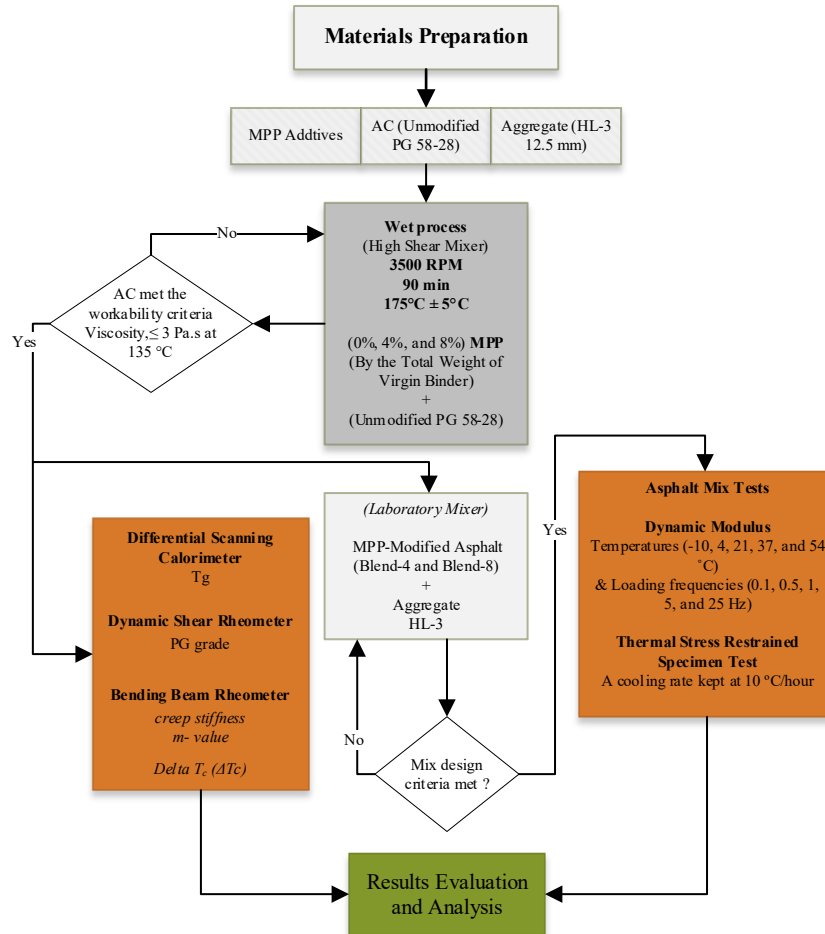 Materials Preparation
MPP Addtives
AC (Unmodified
PG 58-28)
Aggregate (HL-3
12.5 mm)
No
Wet process
(High Shear Mixer)
3500 RPM
90 min
175°C ± 5°C
(0%, 4%, and 8%) MPP
(By the Total Weight of
Virgin Binder)
+
(Unmodified PG 58-28)
AC met the
workability criteria
Viscosity,≤ 3 Pa.s at
135 °C
Yes
(Laboratory Mixer)
MPP-Modified Asphalt
(Blend-4 and Blend-8)
+
Aggregate
HL-3
Yes
Asphalt Mix Tests
Dynamic Modulus
Temperatures (-10, 4, 21, 37, and 54
˚C)
& Loading frequencies (0.1, 0.5, 1,
5, and 25 Hz)
Thermal Stress Restrained
Specimen Test
A cooling rate kept at 10 °C/hour
Differential Scanning
Calorimeter
Tg
Dynamic Shear Rheometer
PG grade
Bending Beam Rheometer
creep stiffness
m- value
Delta Tc (ΔTc)
No
Mix design
criteria met ?
Results Evaluation
and Analysis